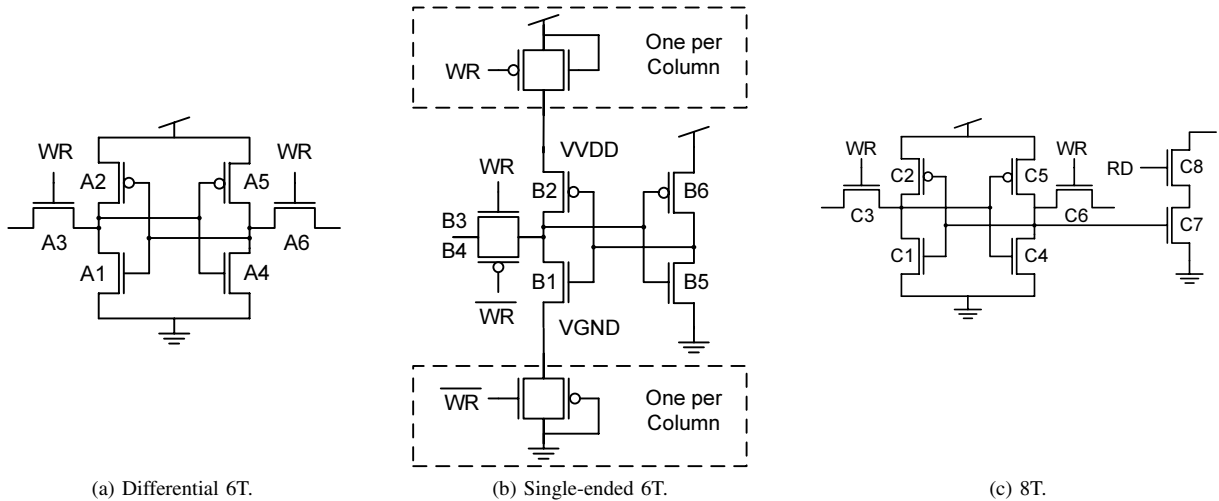 WR
WR
A2
A5
A3
A6
A1
A4
(a) Differential 6T.
One per
Column
WR
VVDD
WR
B2
B6
B3
B4
B1
B5
WR
VGND
WR
One per
Column
(b) Single-ended 6T.
WR
WR
C2
C5
C8
RD
C3
C6
C7
C1
C4
(c) 8T.